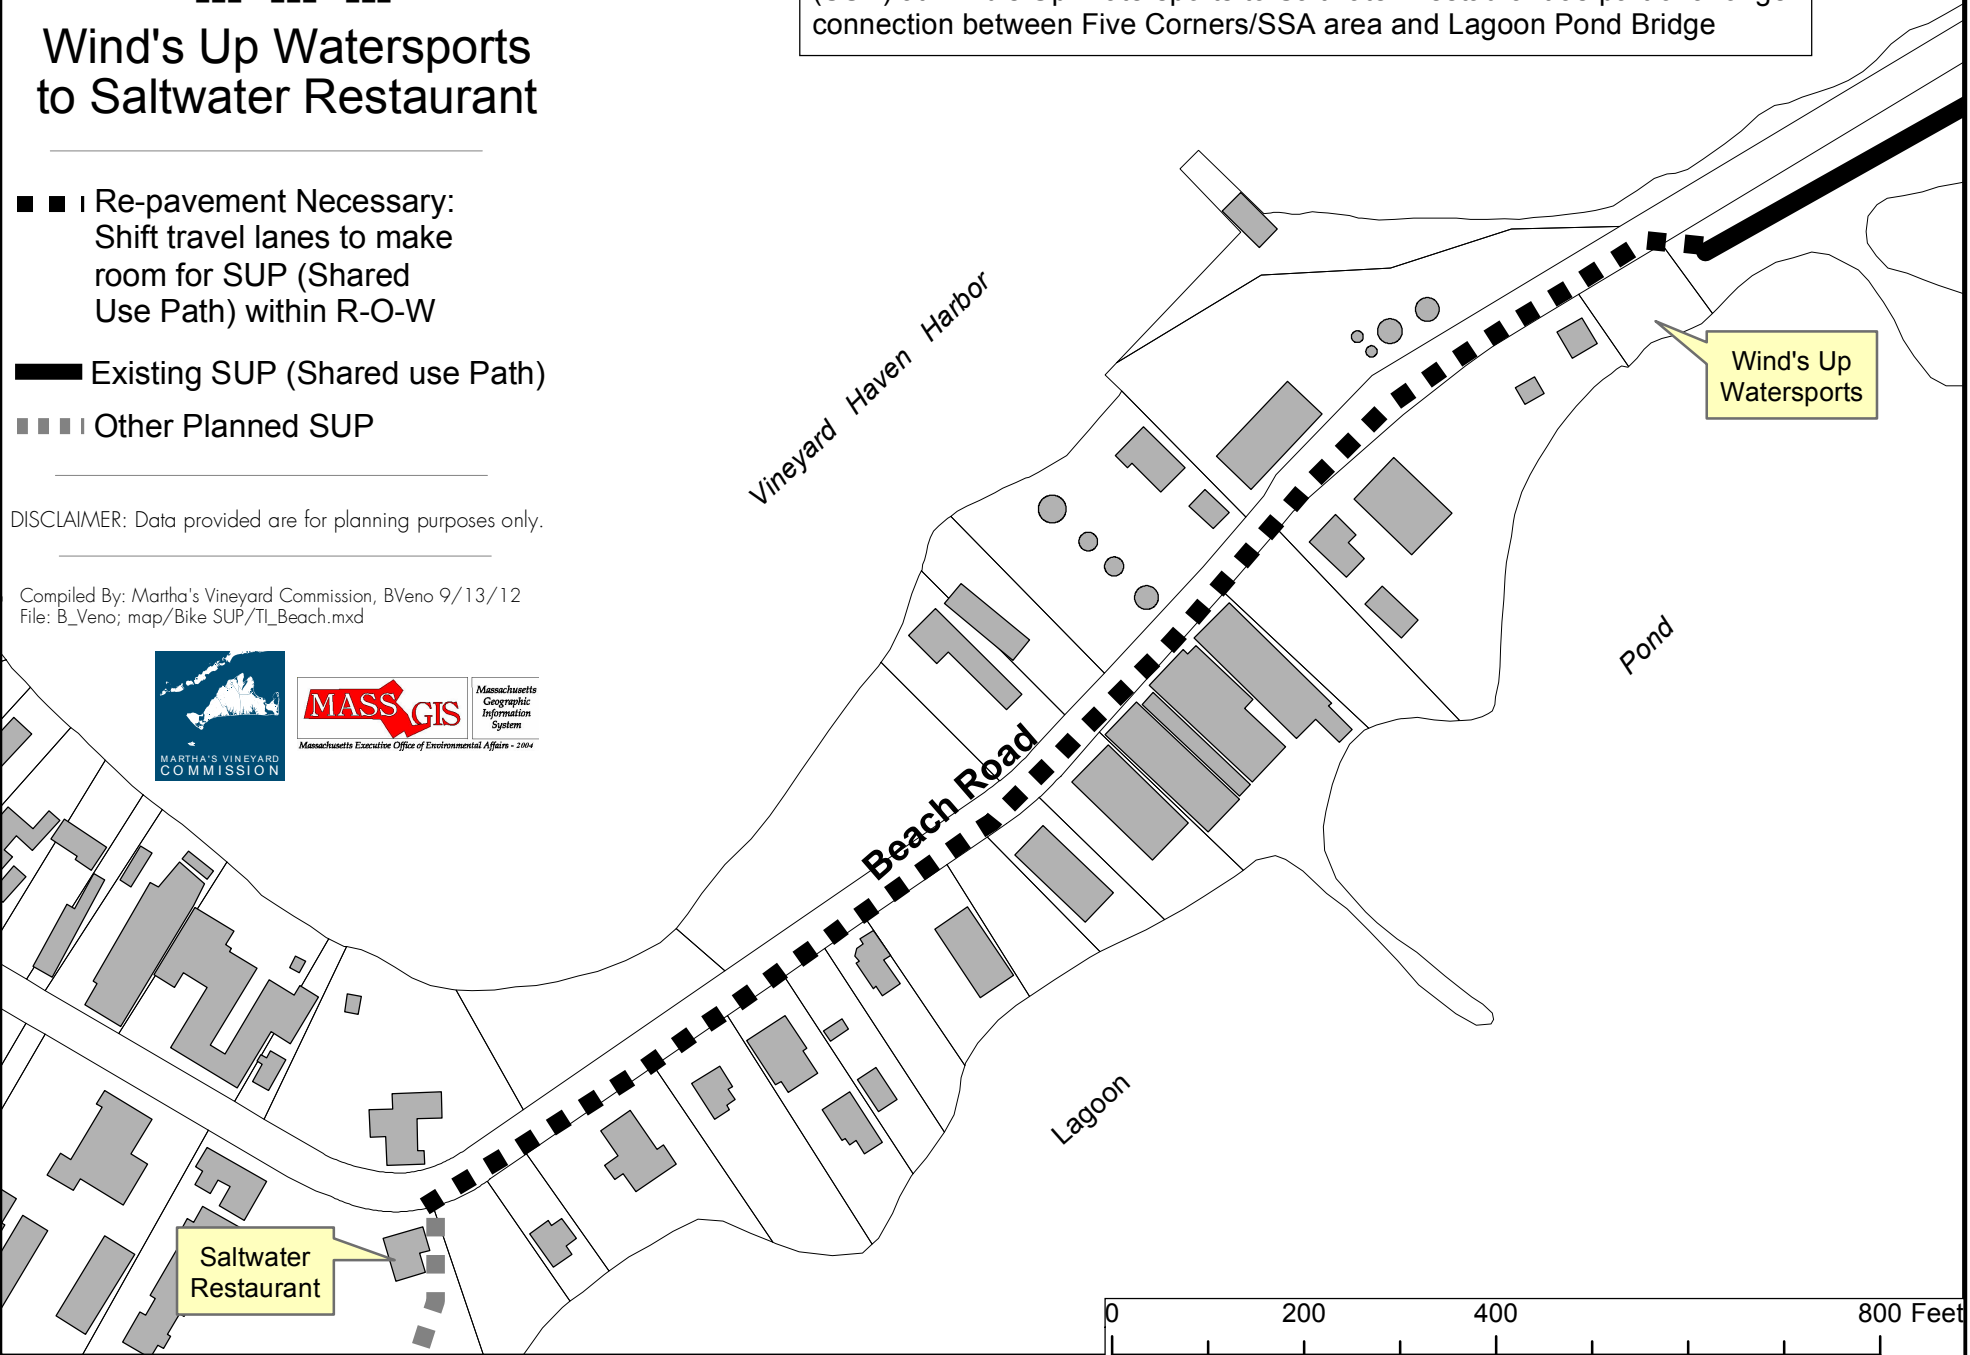 connection between Five Corners/SSA area and Lagoon Pond Bridge
Wind's Up Watersports
to Saltwater Restaurant
Re-pavement Necessary:
Shift travel lanes to make
room for SUP (Shared
Use Path) within R-O-W
Existing SUP (Shared use Path)
Other Planned SUP
DISCLAIMER: Data provided are for planning purposes only.
Compiled By: Martha's Vineyard Commission, BVeno 9/13/12
File: B_Veno; map/Bike SUP/TI_Beach.mxd
MARTHA'S VINEYARD
COMMISSION
MASS GIS
Massachusetts
Geographic
Information
System
Massachusetts Executive Office of Environmental Affairs - 2004
Vineyard Haven Harbor
Wind's Up
Watersports
Pond
Beach Road
Lagoon
Saltwater
Restaurant
0 200 400 800 Feet